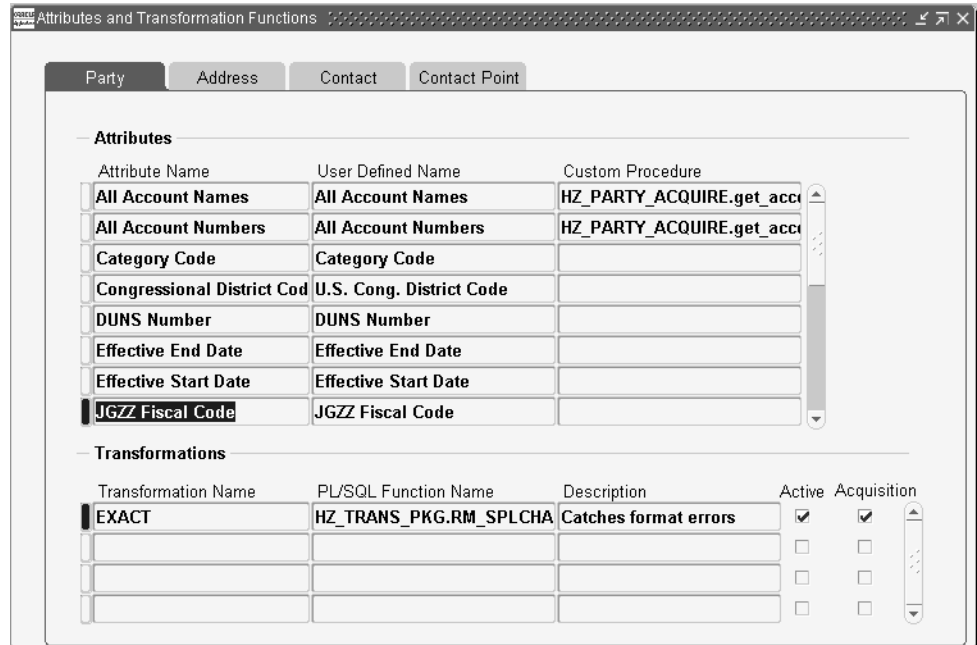 Attributes and Transformation Functions
Party Address Contact Contact Point
Attributes
Attribute Name User Defined Name Custom Procedure
All Account Names All Account Names HZ_PARTY_ACQUIRE.get_acco
All Account Numbers All Account Numbers HZ_PARTY_ACQUIRE.get_acco
Category Code Category Code
Congressional District Cod U.S. Cong. District Code
DUNS Number DUNS Number
Effective End Date Effective End Date
Effective Start Date Effective Start Date
JGZZ Fiscal Code JGZZ Fiscal Code
Transformations
Transformation Name PL/SQL Function Name Description Active Acquisition
EXACT HZ_TRANS_PKG.RM_SPLCHA Catches format errors